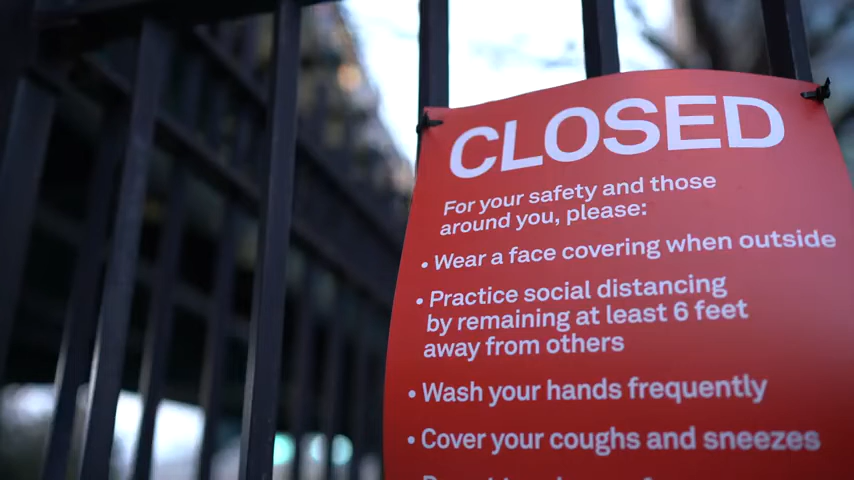 CLOSED
For your safety and those
around you, please:
• Wear a face covering when outside
• Practice social distancing
by remaining at least 6 feet
away from others
• Wash your hands frequently
• Cover your coughs and sneezes